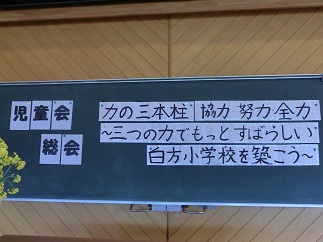 児童会
総会
力の三本柱 協力 努力 全力
~三つの力でもっとすばらしい
白方小学校を築こう~